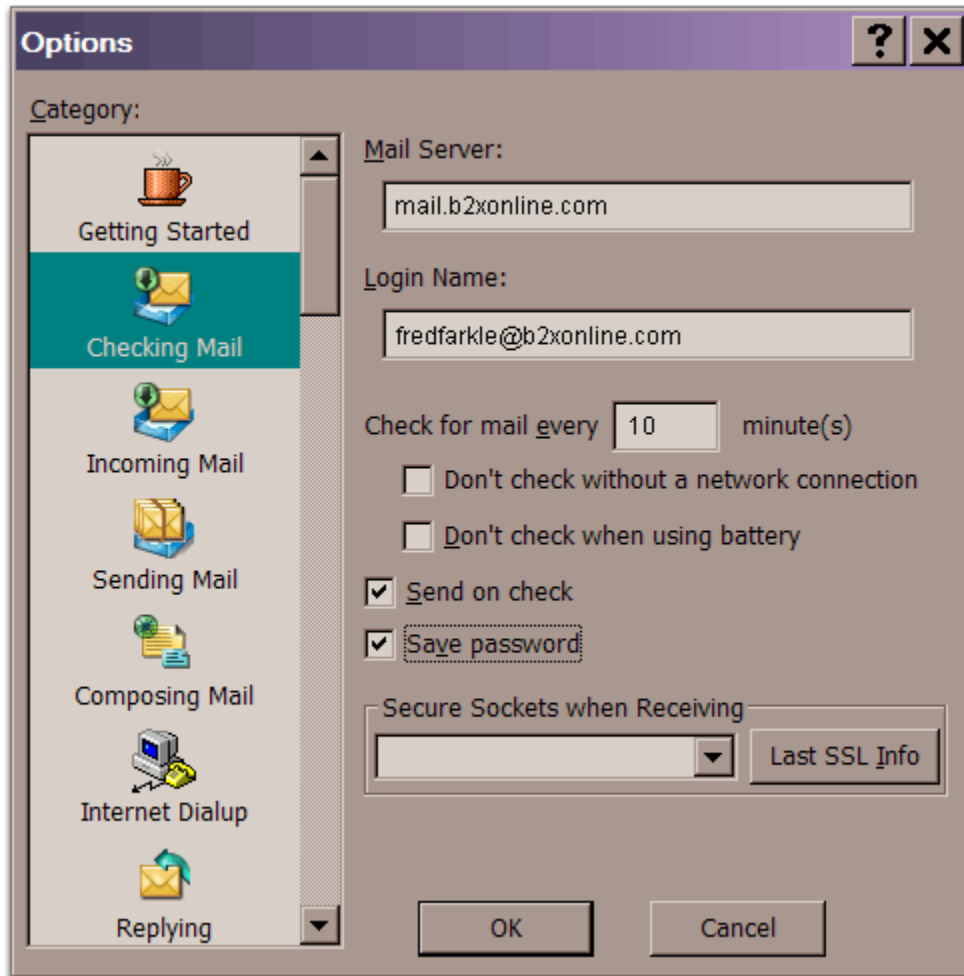 Options
Category:
Getting Started
Checking Mail
Incoming Mail
Sending Mail
Composing Mail
Internet Dialup
Replying
Mail Server:
mail.b2xonline.com
Login Name:
fredfarkle@b2xonline.com
Check for mail every 10 minute(s)
Don't check without a network connection
Don't check when using battery
Send on check
Save password
Secure Sockets when Receiving
Last SSL Info
OK Cancel